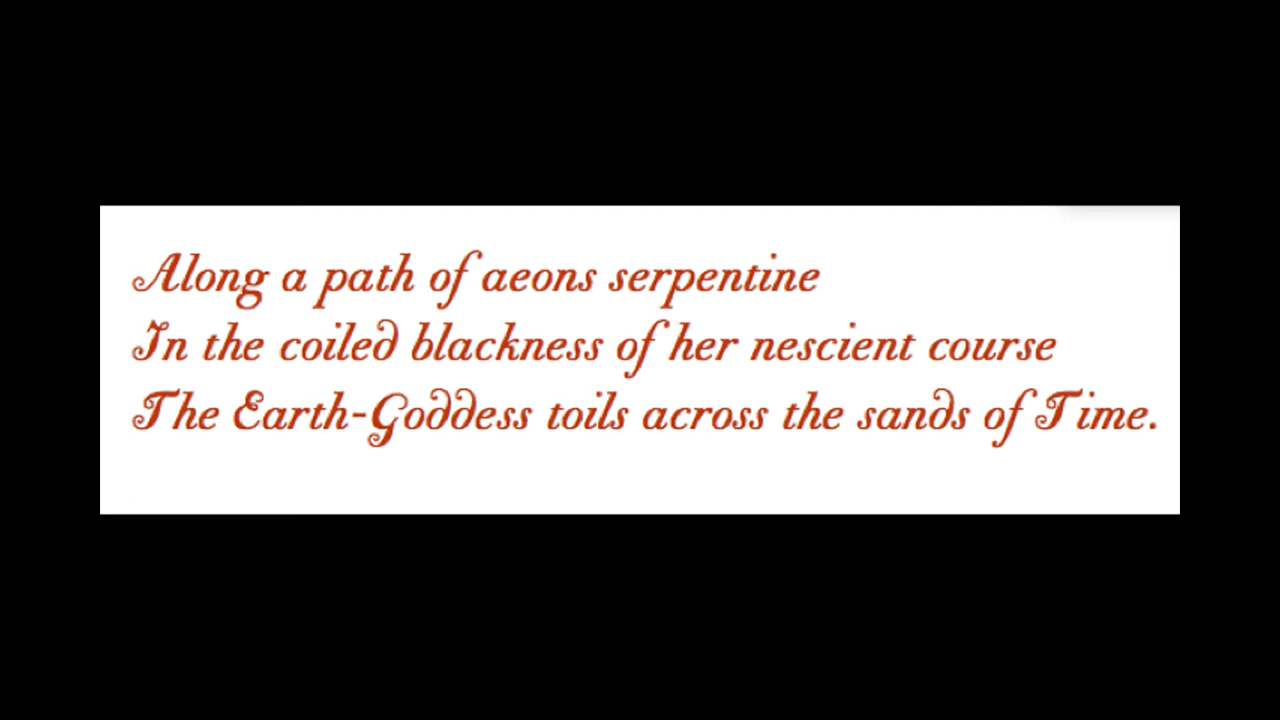 Along a path of aeons serpentine
In the coiled blackness of her nescient course
The Earth-Goddess toils across the sands of Time.